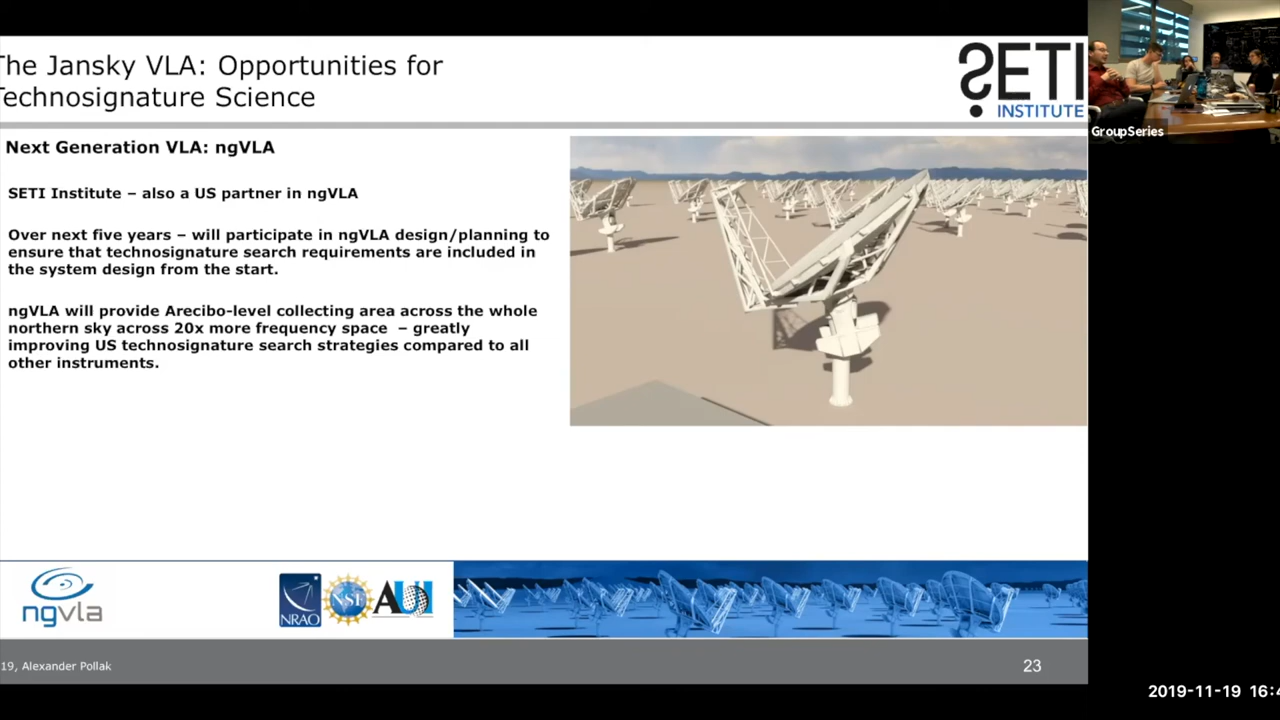 The Jansky VLA: Opportunities for
Technosignature Science
SETI
INSTITUTE
GroupSeries
Next Generation VLA: ngVLA
SETI Institute – also a US partner in ngVLA
Over next five years – will participate in ngVLA design/planning to
ensure that technosignature search requirements are included in
the system design from the start.
ngVLA will provide Arecibo-level collecting area across the whole
northern sky across 20x more frequency space – greatly
improving US technosignature search strategies compared to all
other instruments.
ngvla
NRAO
NSF
AUI
19, Alexander Pollak
23
2019-11-19 16:4